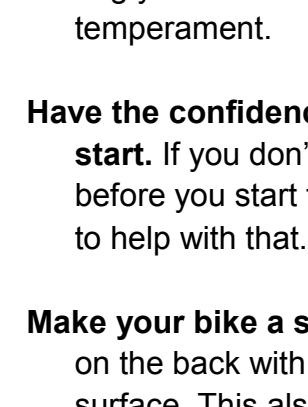 temperament.
Have the confidenc
start. If you don'
before you start
to help with that.
Make your bike a s
on the back with
surface. This als